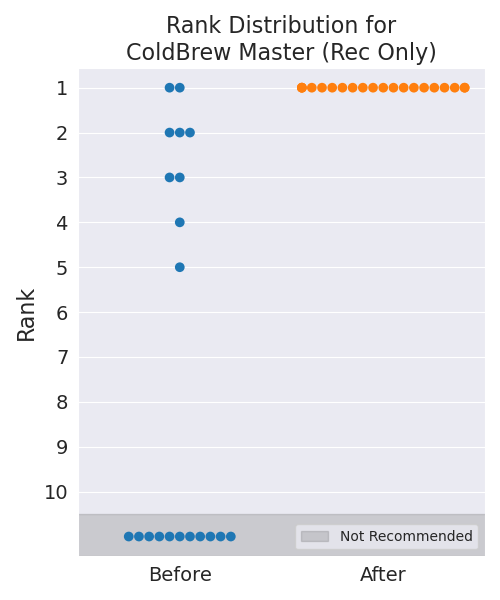 Rank Distribution for
ColdBrew Master (Rec Only)
1
2
3
4
5
6
7
8
9
10
Rank
Not Recommended
Before
After